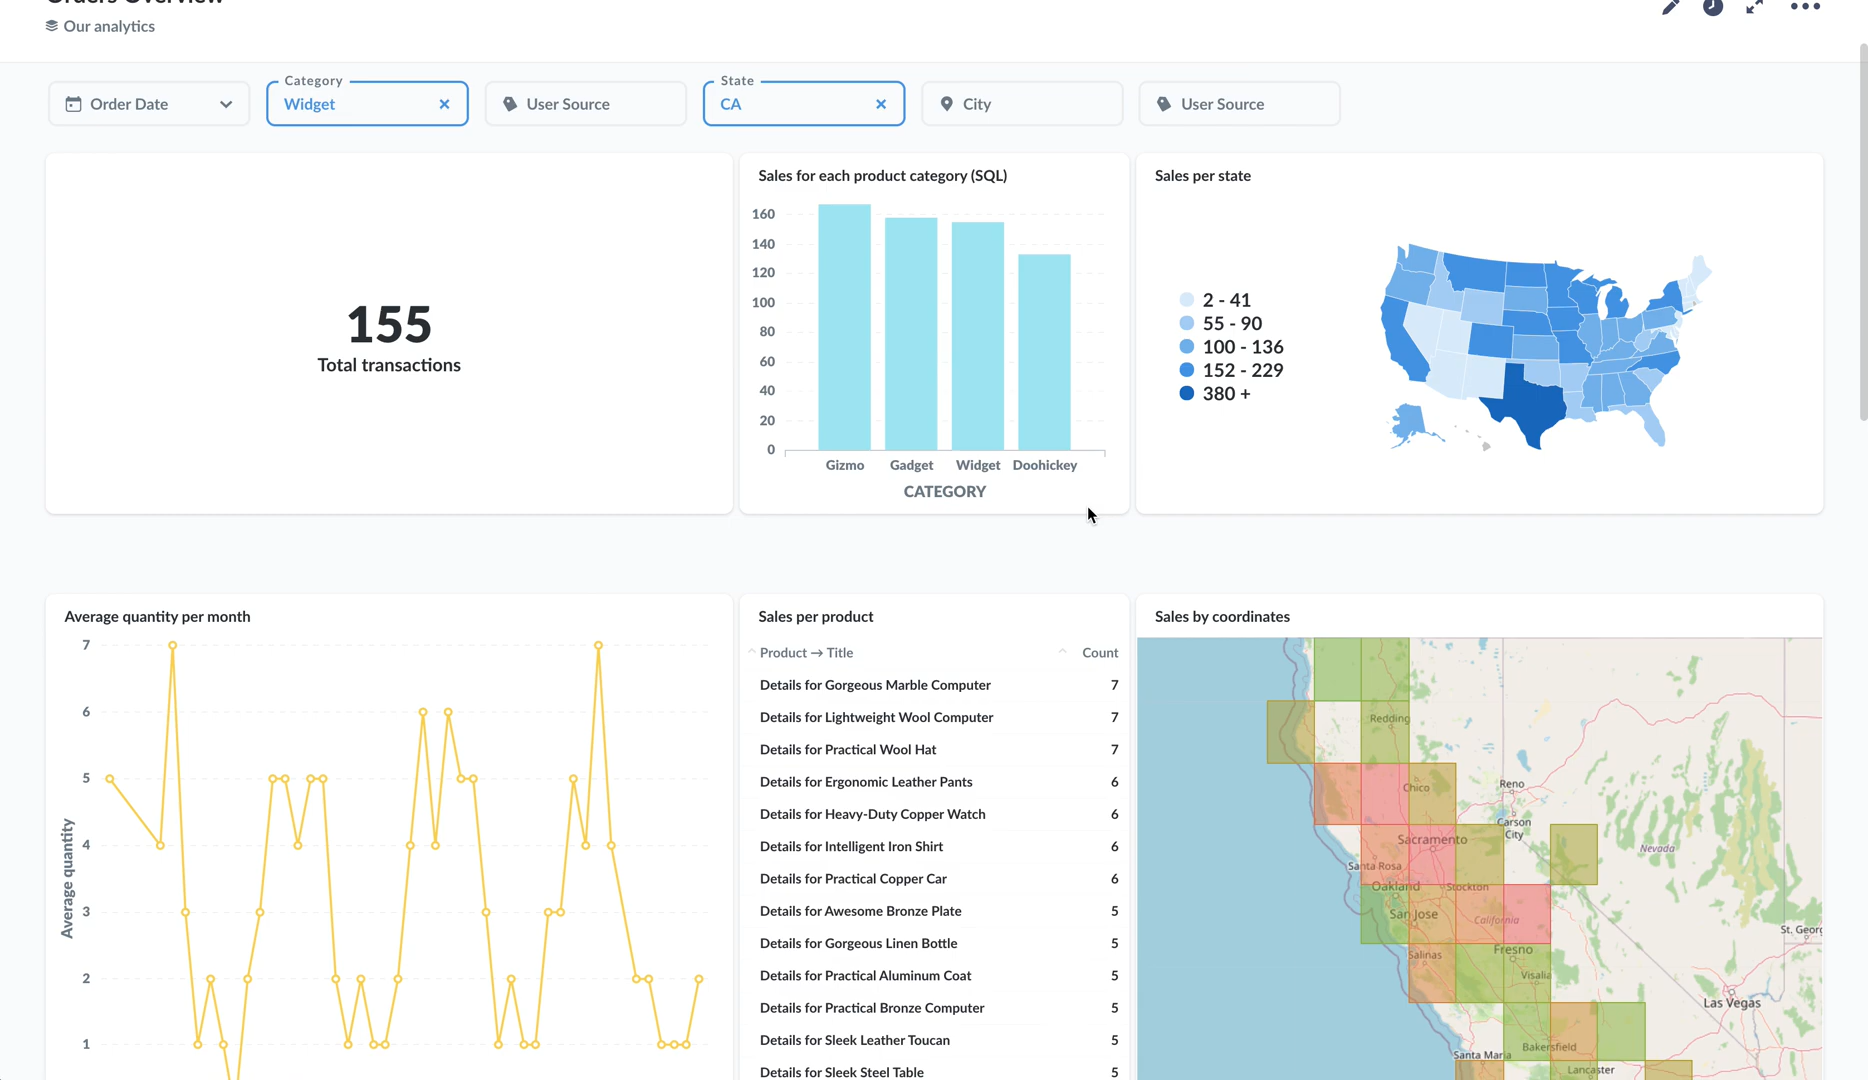 Orders Overview
Our analytics
Order Date
Category
Widget
User Source
State
CA
City
User Source
155
Total transactions
Sales for each product category (SQL)
160
140
120
100
80
60
40
20
0
Gizmo Gadget Widget Doohickey
CATEGORY
Sales per state
2 - 41
55 - 90
100 - 136
152 - 229
380 +
Average quantity per month
Average quantity
7
6
5
4
3
2
1
Sales per product
Product → Title Count
Details for Gorgeous Marble Computer 7
Details for Lightweight Wool Computer 7
Details for Practical Wool Hat 7
Details for Ergonomic Leather Pants 6
Details for Heavy-Duty Copper Watch 6
Details for Intelligent Iron Shirt 6
Details for Practical Copper Car 6
Details for Awesome Bronze Plate 5
Details for Gorgeous Linen Bottle 5
Details for Practical Aluminum Coat 5
Details for Practical Bronze Computer 5
Details for Sleek Leather Toucan 5
Details for Sleek Steel Table 5
Sales by coordinates
Redding
Chico
Reno
Carson
City
Sacramento
Nevada
Santa Rosa
Oakland
Stockton
San Jose
California
St. Georg
Fresno
Salinas
Visalia
Las Vegas
Bakersfield
Santa Maria
Lancaster